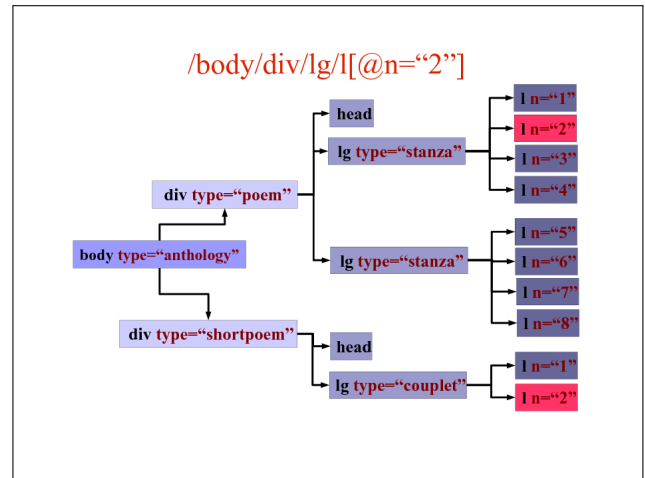 /body/div/lg/l[@n=“2”]
l n=“1”
head
l n=“2”
lg type=“stanza”
l n=“3”
l n=“4”
div type=“poem”
l n=“5”
body type=“anthology”
lg type=“stanza”
l n=“6”
l n=“7”
l n=“8”
div type=“shortpoem”
head
l n=“1”
lg type=“couplet”
l n=“2”